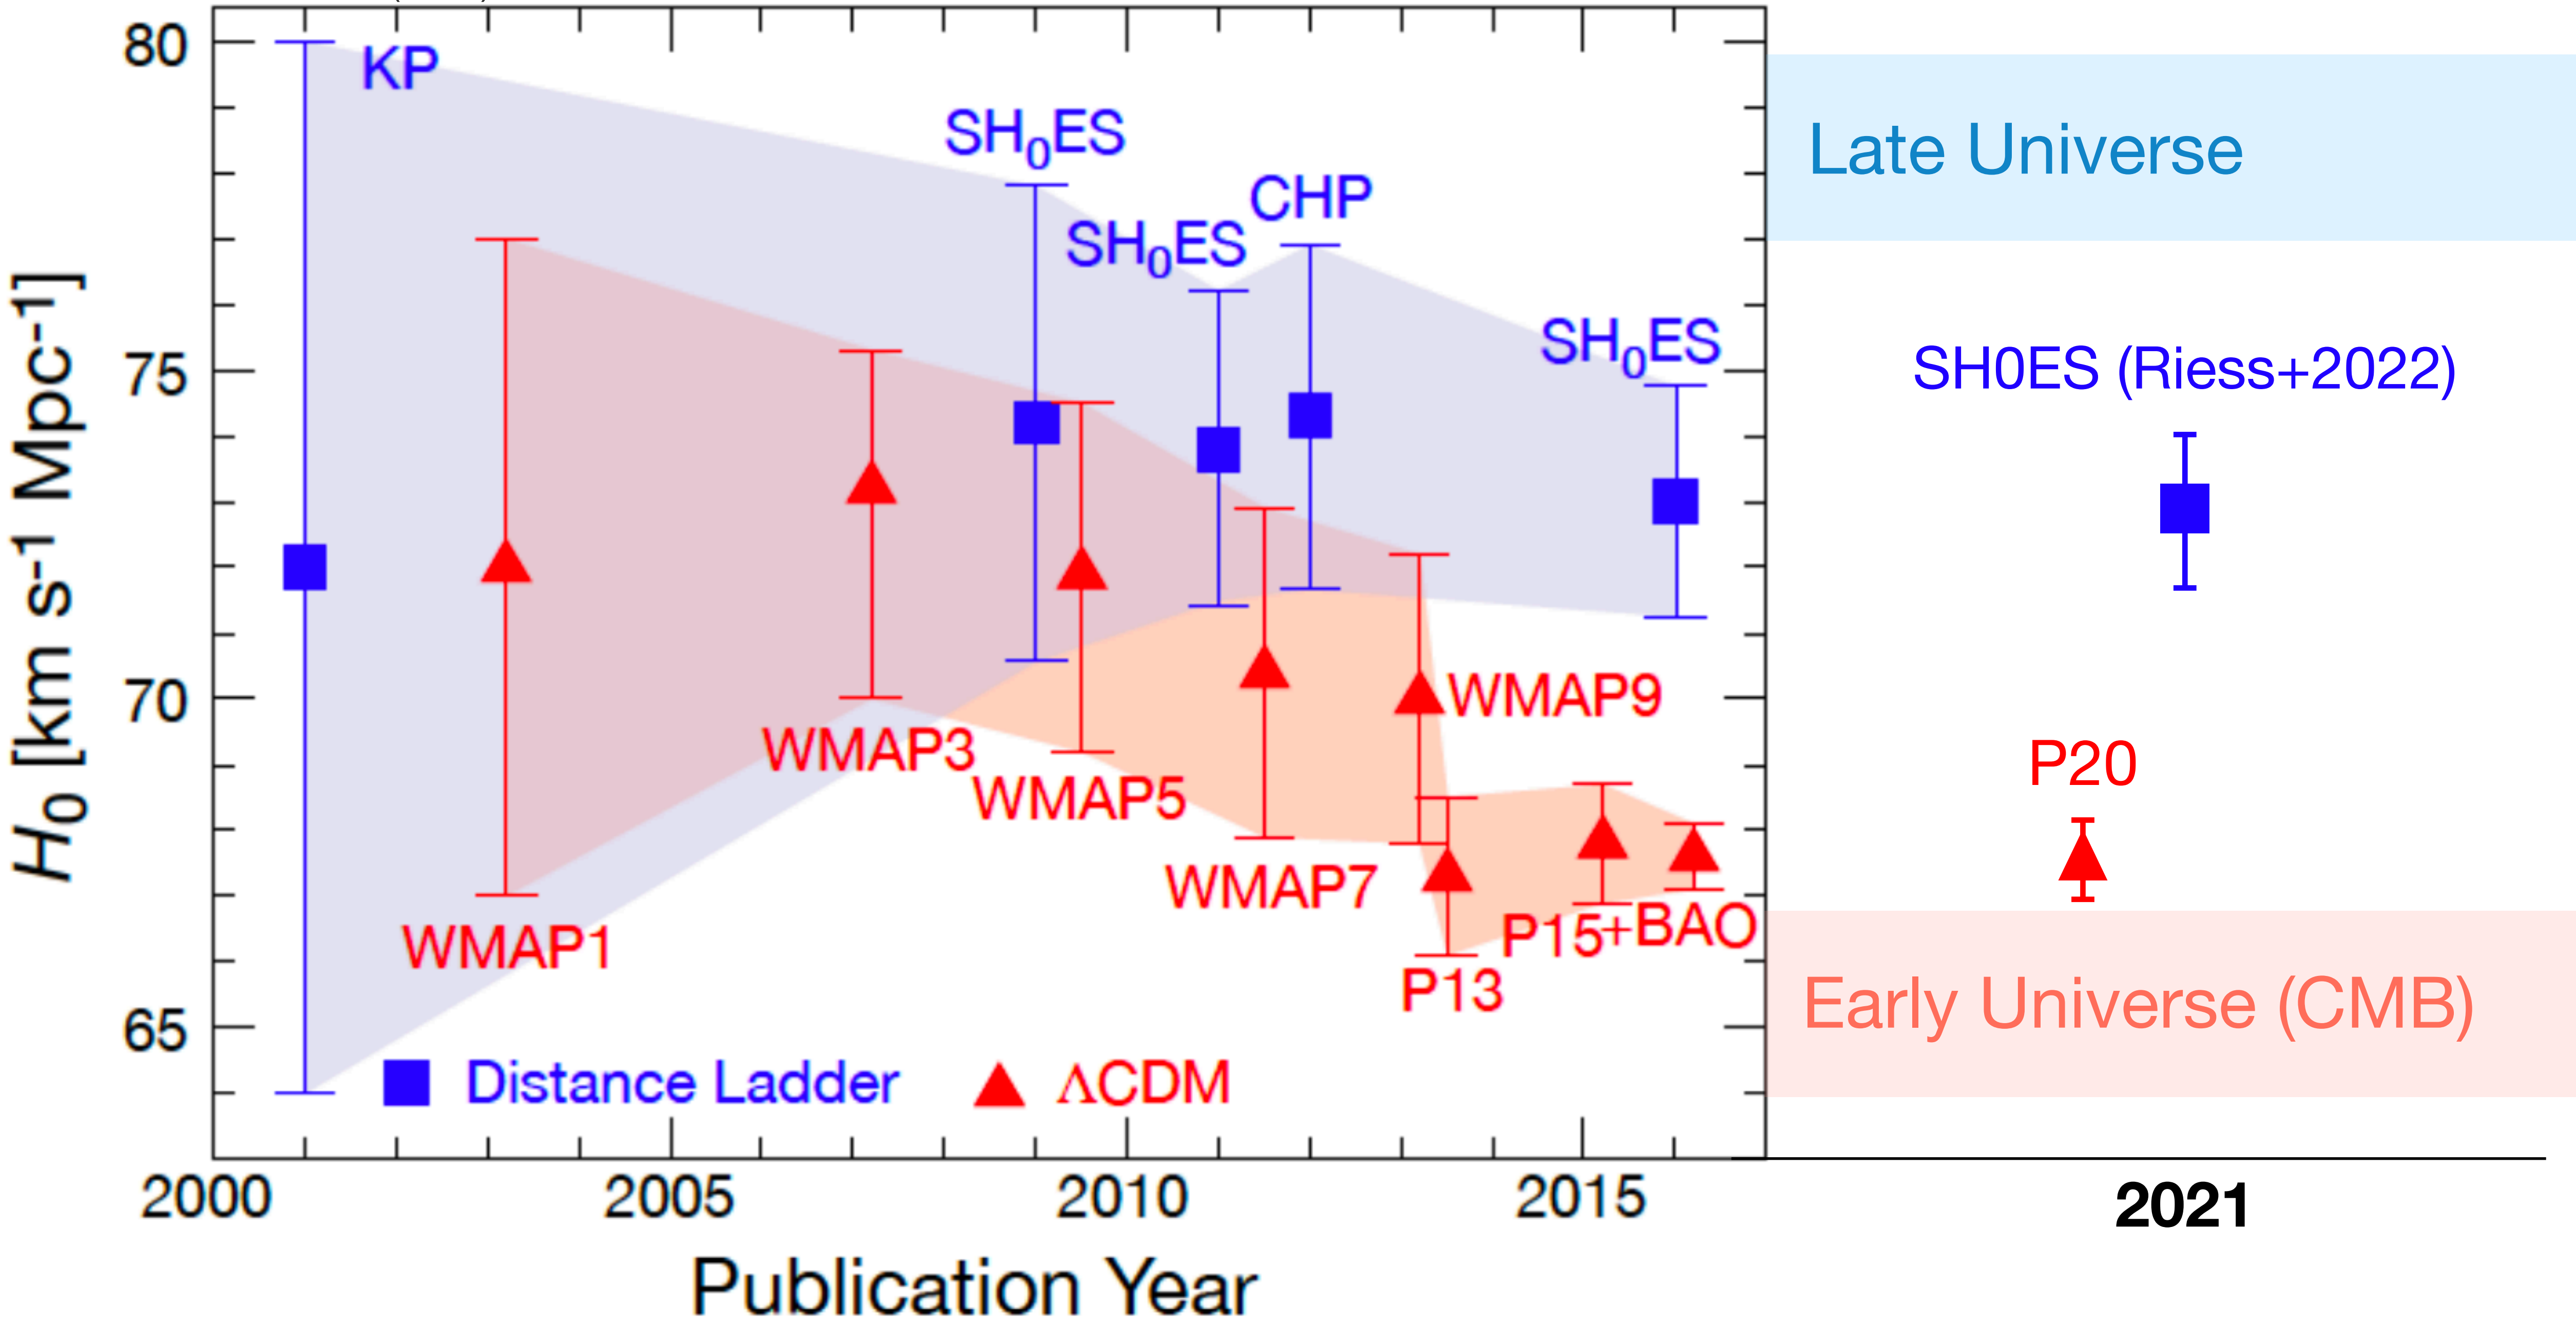 80
75
70
65
H0 [km s-1 Mpc-1]
KP
SH0ES
SH0ES
CHP
SH0ES
WMAP1
WMAP3
WMAP5
WMAP7
WMAP9
P13
P15+BAO
Distance Ladder
ΛCDM
2000
2005
2010
2015
Publication Year
Late Universe
SH0ES (Riess+2022)
P20
Early Universe (CMB)
2021